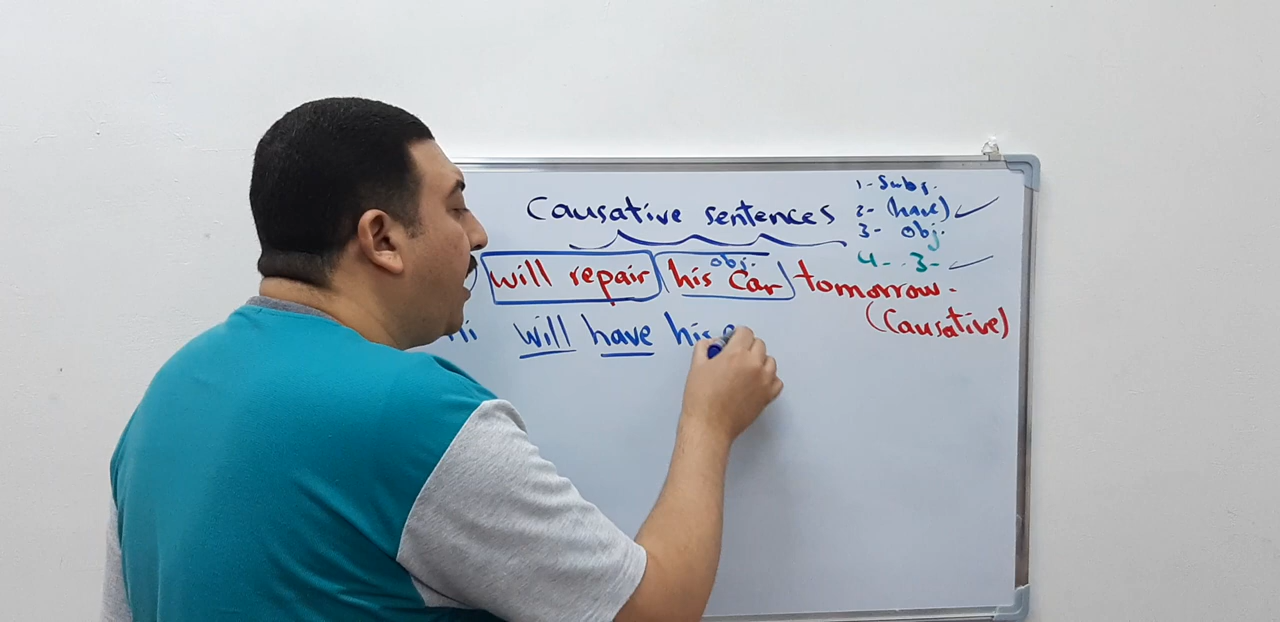 Causative sentences
1- Subj.
2- (have) ✓
3- obj.
4- . 3- ✓
obj.
will repair his car tomorrow.
(Causative)
will have his